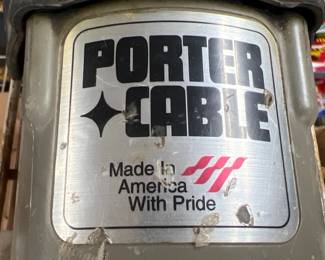 PORTER
CABLE
Made In
America
With Pride